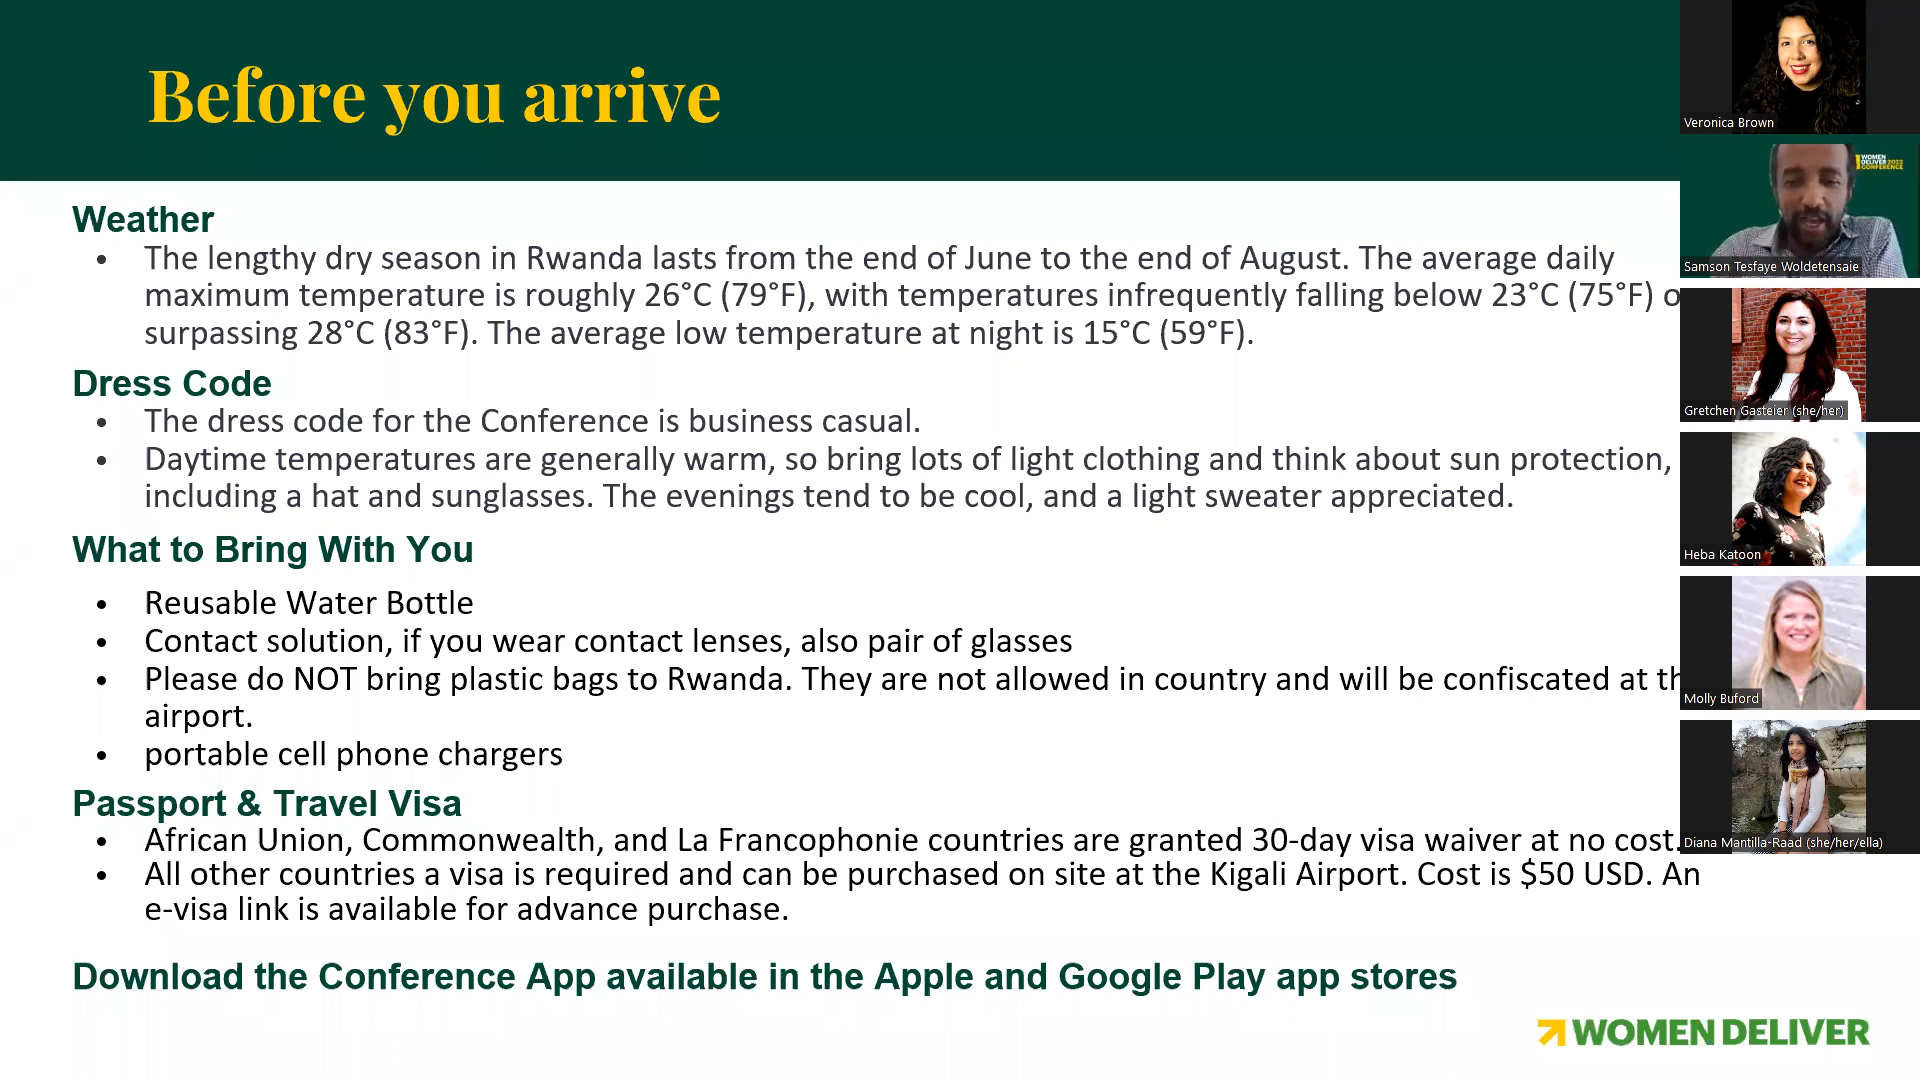 Before you arrive
Weather
• The lengthy dry season in Rwanda lasts from the end of June to the end of August. The average daily
maximum temperature is roughly 26°C (79°F), with temperatures infrequently falling below 23°C (75°F) o
surpassing 28°C (83°F). The average low temperature at night is 15°C (59°F).
Dress Code
• The dress code for the Conference is business casual.
• Daytime temperatures are generally warm, so bring lots of light clothing and think about sun protection,
including a hat and sunglasses. The evenings tend to be cool, and a light sweater appreciated.
What to Bring With You
• Reusable Water Bottle
• Contact solution, if you wear contact lenses, also pair of glasses
• Please do NOT bring plastic bags to Rwanda. They are not allowed in country and will be confiscated at th
airport.
• portable cell phone chargers
Passport & Travel Visa
• African Union, Commonwealth, and La Francophonie countries are granted 30-day visa waiver at no cost.
• All other countries a visa is required and can be purchased on site at the Kigali Airport. Cost is $50 USD. An
e-visa link is available for advance purchase.
Download the Conference App available in the Apple and Google Play app stores
WOMEN DELIVER
Veronica Brown
WOMEN
DELIVER 2023
CONFERENCE
Samson Tesfaye Woldetensaie
Gretchen Gasteier (she/her)
Heba Katoon
Molly Buford
Diana Mantilla-Raad (she/her/ella)